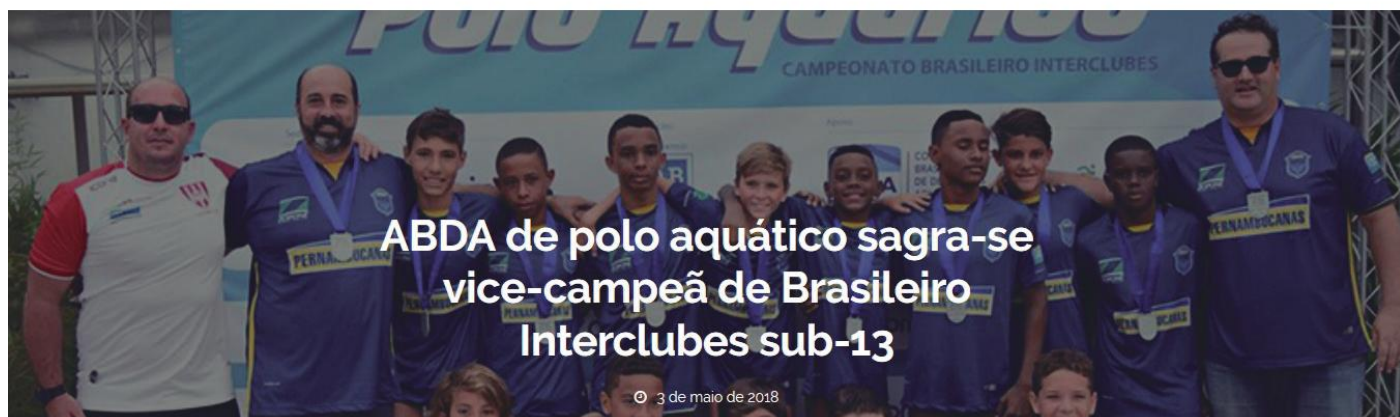 Polo Aquático
CAMPEONATO BRASILEIRO INTERCLUBES
ABDA de polo aquático sagra-se
vice-campeã de Brasileiro
Interclubes sub-13
3 de maio de 2018
PERNAMBUCANAS
PERNAMBUCANAS